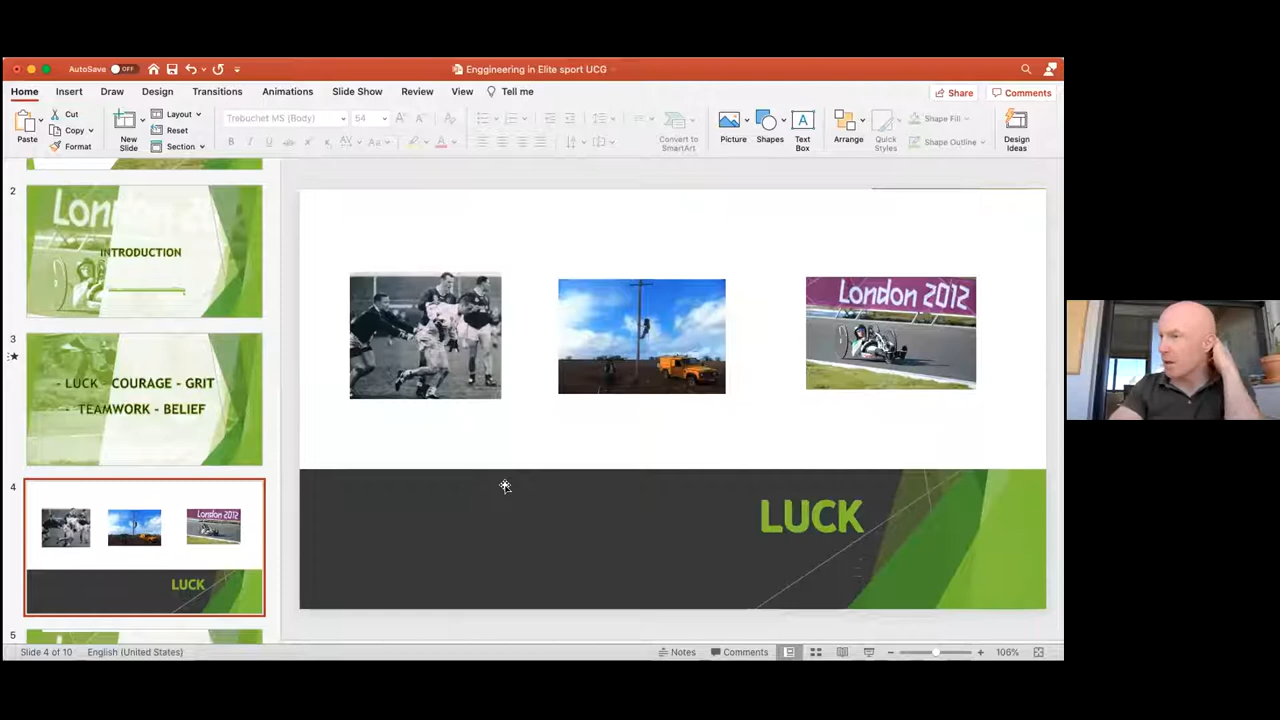 AutoSave OFF
Enggineering in Elite sport UCG
Home Insert Draw Design Transitions Animations Slide Show Review View Tell me
Share Comments
Paste
Cut
Copy
Format
New Slide
Layout
Reset
Section
Trebuchet MS (Body) 54
Convert to SmartArt
Picture
Shapes
Text Box
Arrange
Quick Styles
Shape Fill
Shape Outline
Design Ideas
2
London 2
INTRODUCTION
3
- LUCK - COURAGE - GRIT
- TEAMWORK - BELIEF
4
London 2012
LUCK
5
London 2012
LUCK
Slide 4 of 10 English (United States) Notes Comments 106%